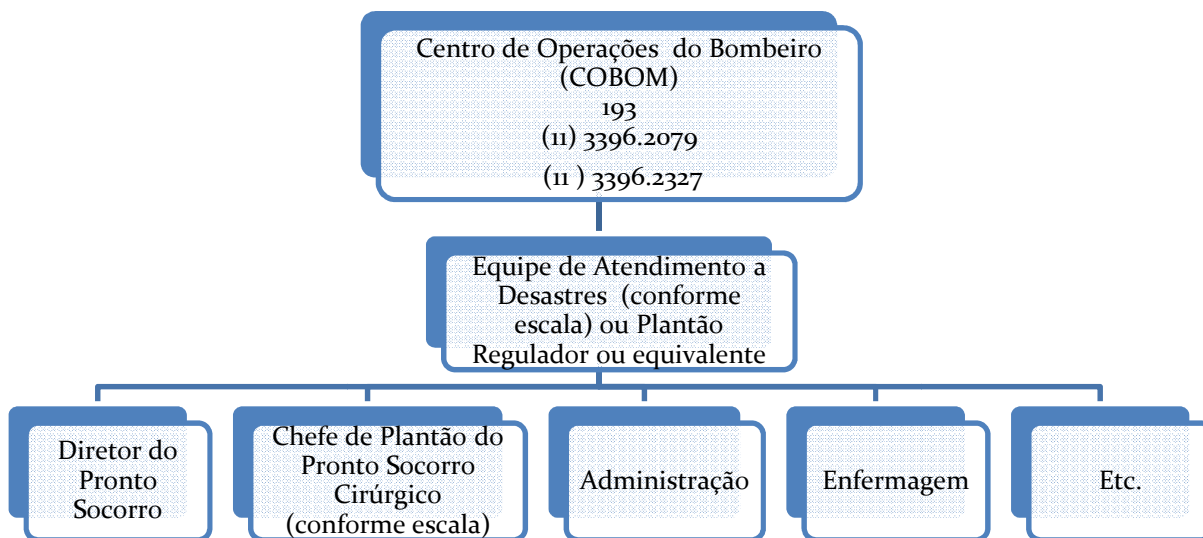 Centro de Operações do Bombeiro
(COBOM)
193
(11) 3396.2079
(11 ) 3396.2327
Equipe de Atendimento a
Desastres (conforme
escala) ou Plantão
Regulador ou equivalente
Diretor do
Pronto
Socorro
Chefe de Plantão do
Pronto Socorro
Cirúrgico
(conforme escala)
Administração
Enfermagem
Etc.